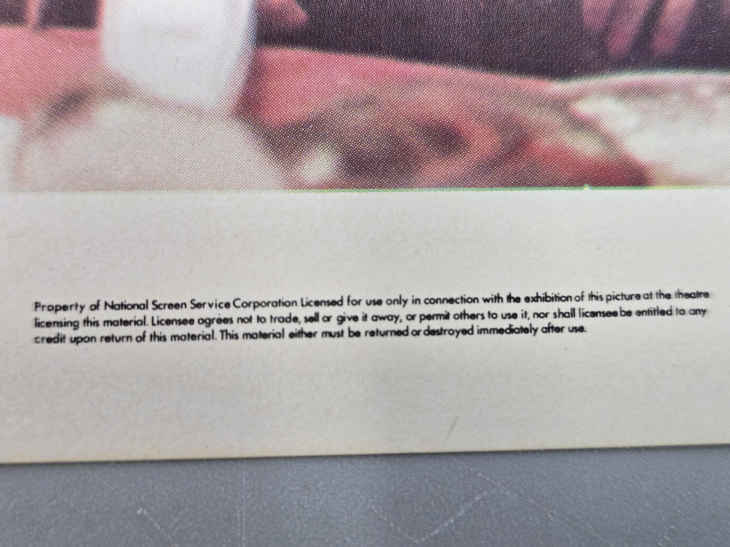 Property of National Screen Service Corporation Licensed for use only in connection with the exhibition of this picture at the theatre
licensing this material. Licensee agrees not to trade, sell or give it away, or permit others to use it, nor shall licensee be entitled to any
credit upon return of this material. This material either must be returned or destroyed immediately after use.